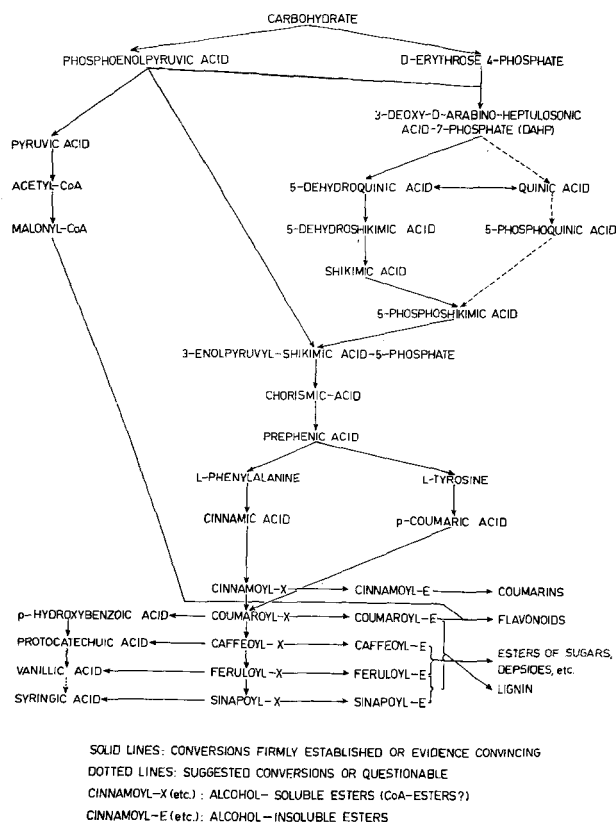 CARBOHYDRATE
PHOSPHOENOLPYRUVIC ACID
D-ERYTHROSE 4-PHOSPHATE
3-DEOXY-D-ARABINO-HEPTULOSONIC
ACID-7-PHOSPHATE (DAHP)
PYRUVIC ACID
ACETYL-CoA
MALONYL-CoA
5-DEHYDROQUINIC ACID
QUINIC ACID
5-DEHYDROSHIKIMIC ACID
5-PHOSPHOQUINIC ACID
SHIKIMIC ACID
5-PHOSPHOSHIKIMIC ACID
3-ENOLPYRUVYL-SHIKIMIC ACID-5-PHOSPHATE
CHORISMIC-ACID
PREPHENIC ACID
L-PHENYLALANINE
L-TYROSINE
CINNAMIC ACID
p-COUMARIC ACID
CINNAMOYL-X
CINNAMOYL-E
COUMARINS
p-HYDROXYBENZOIC ACID
COUMAROYL-X
COUMAROYL-E
FLAVONOIDS
PROTOCATECHUIC ACID
CAFFEOYL-X
CAFFEOYL-E
ESTERS OF SUGARS,
DEPSIDES, etc.
VANILLIC ACID
FERULOYL-X
FERULOYL-E
LIGNIN
SYRINGIC ACID
SINAPOYL-X
SINAPOYL-E
SOLID LINES: CONVERSIONS FIRMLY ESTABLISHED OR EVIDENCE CONVINCING
DOTTED LINES: SUGGESTED CONVERSIONS OR QUESTIONABLE
CINNAMOYL-X (etc.): ALCOHOL-SOLUBLE ESTERS (CoA-ESTERS?)
CINNAMOYL-E (etc.): ALCOHOL-INSOLUBLE ESTERS